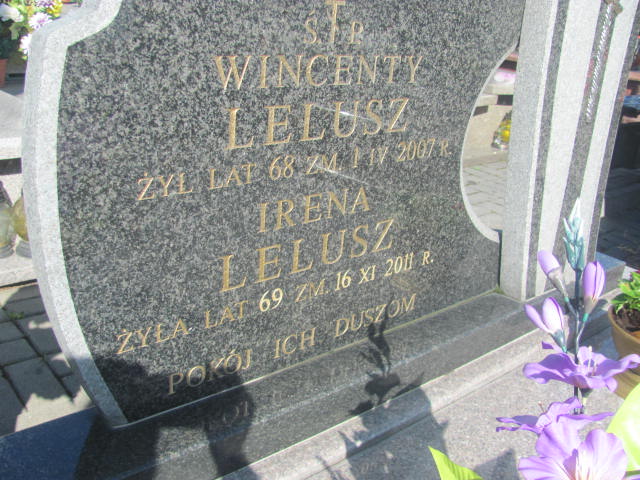 Ś P
WINCENTY
LELUSZ
ŻYŁ LAT 68 ZM. 1 IV 2007 R.
IRENA
LELUSZ
ŻYŁA LAT 69 ZM. 16 XI 2011 R.
POKÓJ ICH DUSZOM